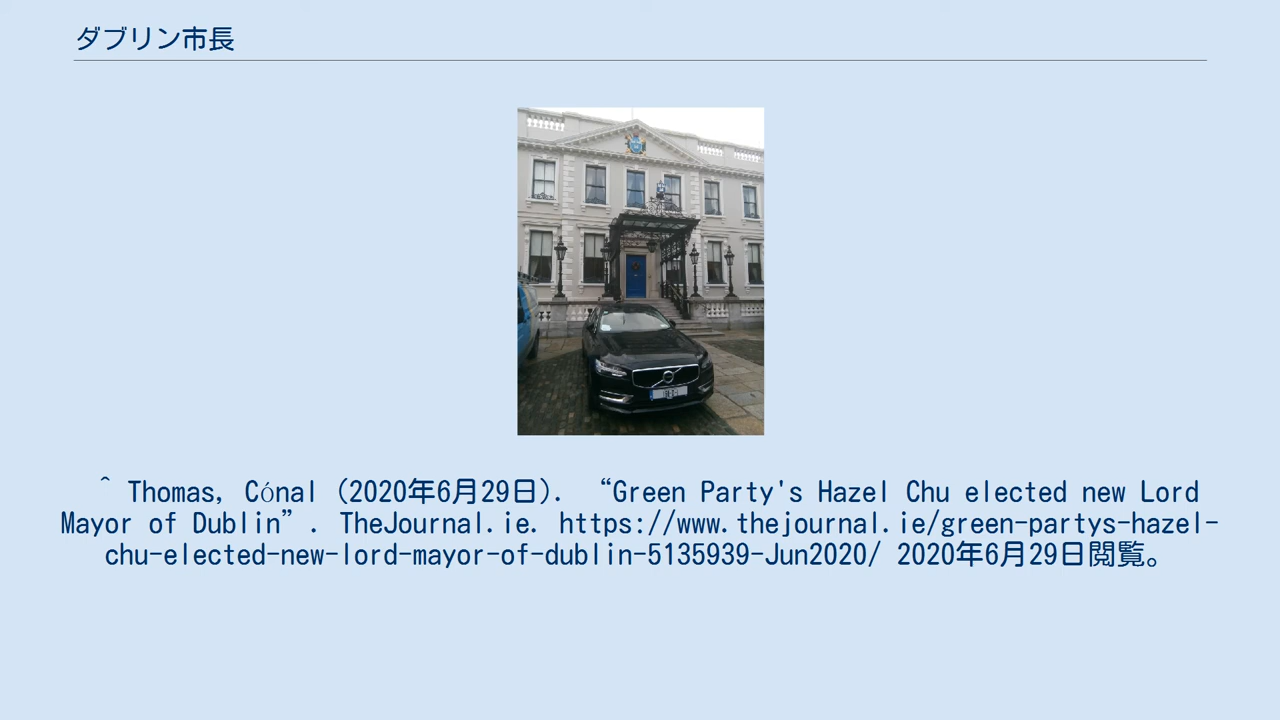 ダブリン市長
^ Thomas, Cónal (2020年6月29日). “Green Party's Hazel Chu elected new Lord
Mayor of Dublin”. TheJournal.ie. https://www.thejournal.ie/green-partys-hazel-
chu-elected-new-lord-mayor-of-dublin-5135939-Jun2020/ 2020年6月29日閲覧。